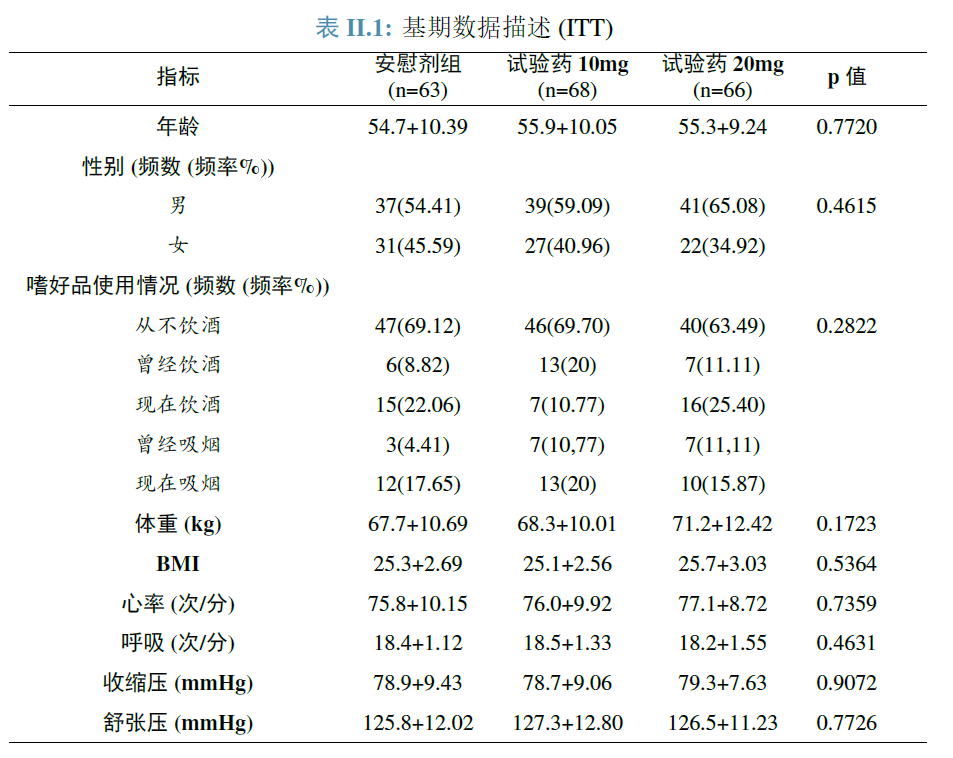 表 II.1: 基期数据描述 (ITT)
指标 安慰剂组 (n=63) 试验药 10mg (n=68) 试验药 20mg (n=66) p 值
年龄 54.7+10.39 55.9+10.05 55.3+9.24 0.7720
性别 (频数 (频率%))
男 37(54.41) 39(59.09) 41(65.08) 0.4615
女 31(45.59) 27(40.96) 22(34.92)
嗜好品使用情况 (频数 (频率%))
从不饮酒 47(69.12) 46(69.70) 40(63.49) 0.2822
曾经饮酒 6(8.82) 13(20) 7(11.11)
现在饮酒 15(22.06) 7(10.77) 16(25.40)
曾经吸烟 3(4.41) 7(10,77) 7(11,11)
现在吸烟 12(17.65) 13(20) 10(15.87)
体重 (kg) 67.7+10.69 68.3+10.01 71.2+12.42 0.1723
BMI 25.3+2.69 25.1+2.56 25.7+3.03 0.5364
心率 (次/分) 75.8+10.15 76.0+9.92 77.1+8.72 0.7359
呼吸 (次/分) 18.4+1.12 18.5+1.33 18.2+1.55 0.4631
收缩压 (mmHg) 78.9+9.43 78.7+9.06 79.3+7.63 0.9072
舒张压 (mmHg) 125.8+12.02 127.3+12.80 126.5+11.23 0.7726